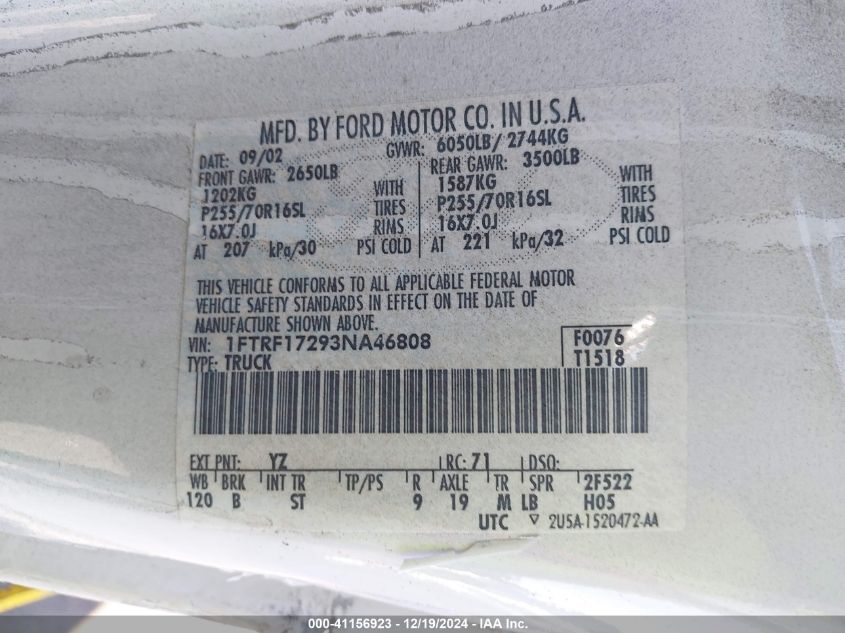 MFD. BY FORD MOTOR CO. IN U.S.A.
DATE: 09/02 GVWR: 6050LB/ 2744KG
FRONT GAWR: 2650LB REAR GAWR: 3500LB
1202KG WITH 1587KG WITH
P255/70R16SL TIRES P255/70R16SL TIRES
16X7.0J RIMS 16X7.0J RIMS
AT 207 kPa/30 PSI COLD AT 221 kPa/32 PSI COLD
THIS VEHICLE CONFORMS TO ALL APPLICABLE FEDERAL MOTOR
VEHICLE SAFETY STANDARDS IN EFFECT ON THE DATE OF
MANUFACTURE SHOWN ABOVE.
VIN: 1FTRF17293NA46808 F0076
TYPE: TRUCK T1518
EXT PNT: YZ RC: 71 DSO:
WB BRK INT TR TP/PS R AXLE TR SPR 2F522
120 B ST 9 19 M LB H05
UTC 2U5A-1520472-AA
000-41156923 - 12/19/2024 - IAA Inc.